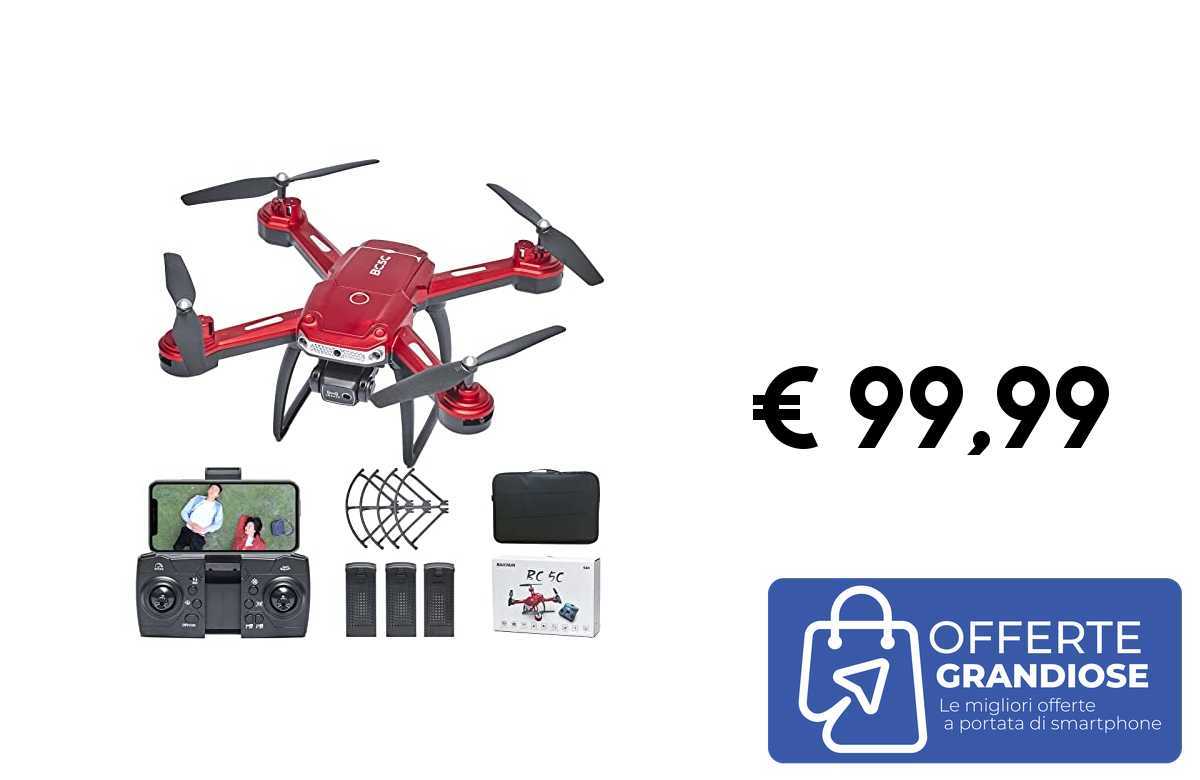 BC5C
€ 99,99
BC 5C
OFFERTE
GRANDIOSE
Le migliori offerte
a portata di smartphone